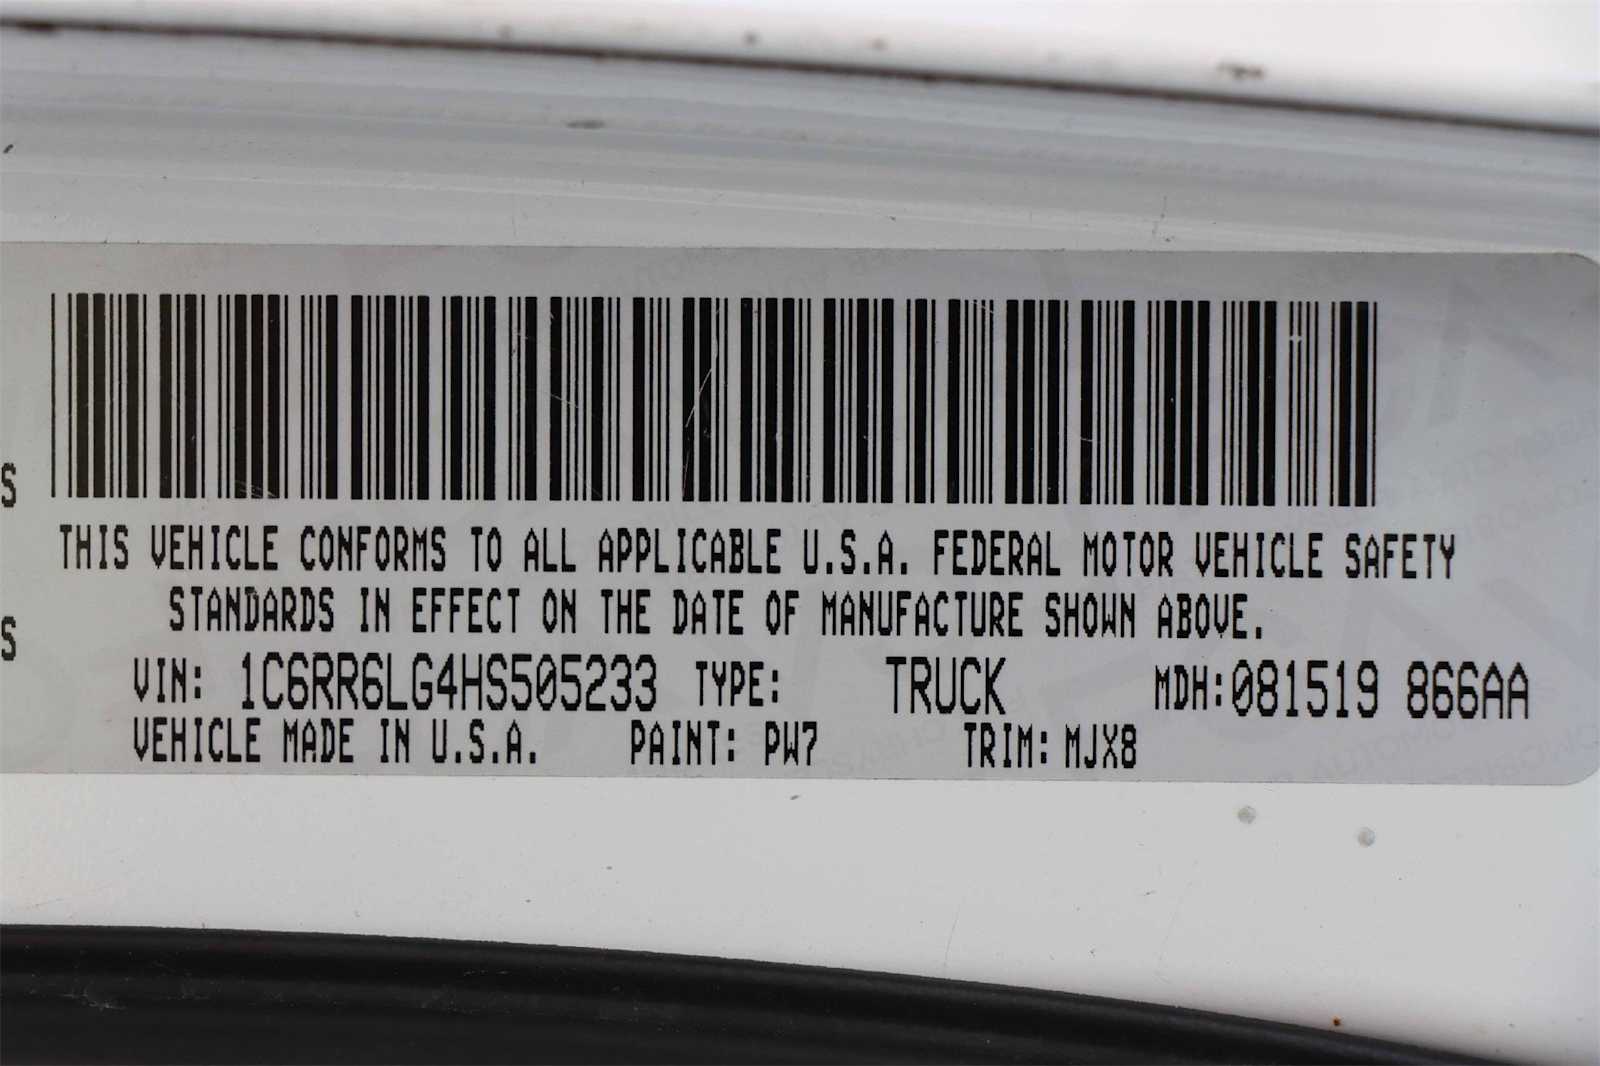 S
THIS VEHICLE CONFORMS TO ALL APPLICABLE U.S.A. FEDERAL MOTOR VEHICLE SAFETY
STANDARDS IN EFFECT ON THE DATE OF MANUFACTURE SHOWN ABOVE.
S
VIN: 1C6RR6LG4HS505233 TYPE: TRUCK MDH:081519 866AA
VEHICLE MADE IN U.S.A. PAINT: PW7 TRIM: MJX8